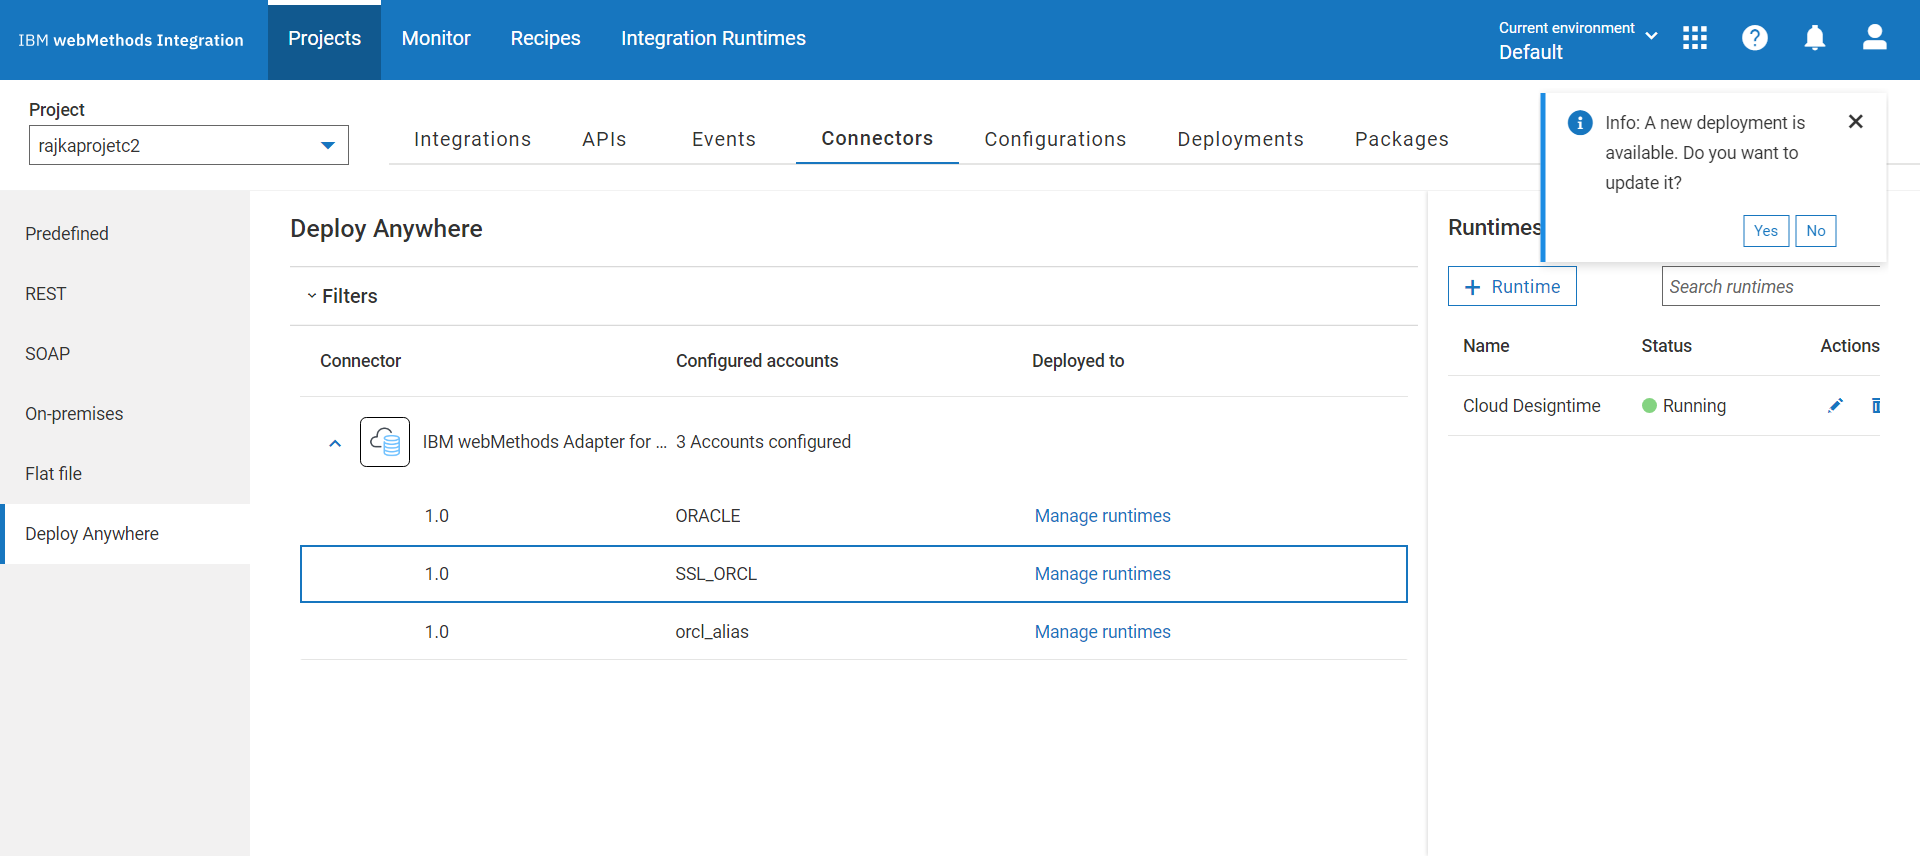 IBM webMethods Integration
Projects
Monitor
Recipes
Integration Runtimes
Current environment
Default
Project
rajkaprojetc2
Integrations
APIs
Events
Connectors
Configurations
Deployments
Packages
Info: A new deployment is
available. Do you want to
update it?
Yes
No
Predefined
REST
SOAP
On-premises
Flat file
Deploy Anywhere
Deploy Anywhere
Filters
Connector
Configured accounts
Deployed to
IBM webMethods Adapter for ...
3 Accounts configured
1.0
ORACLE
Manage runtimes
1.0
SSL_ORCL
Manage runtimes
1.0
orcl_alias
Manage runtimes
Runtimes
+ Runtime
Search runtimes
Name
Status
Actions
Cloud Designtime
Running